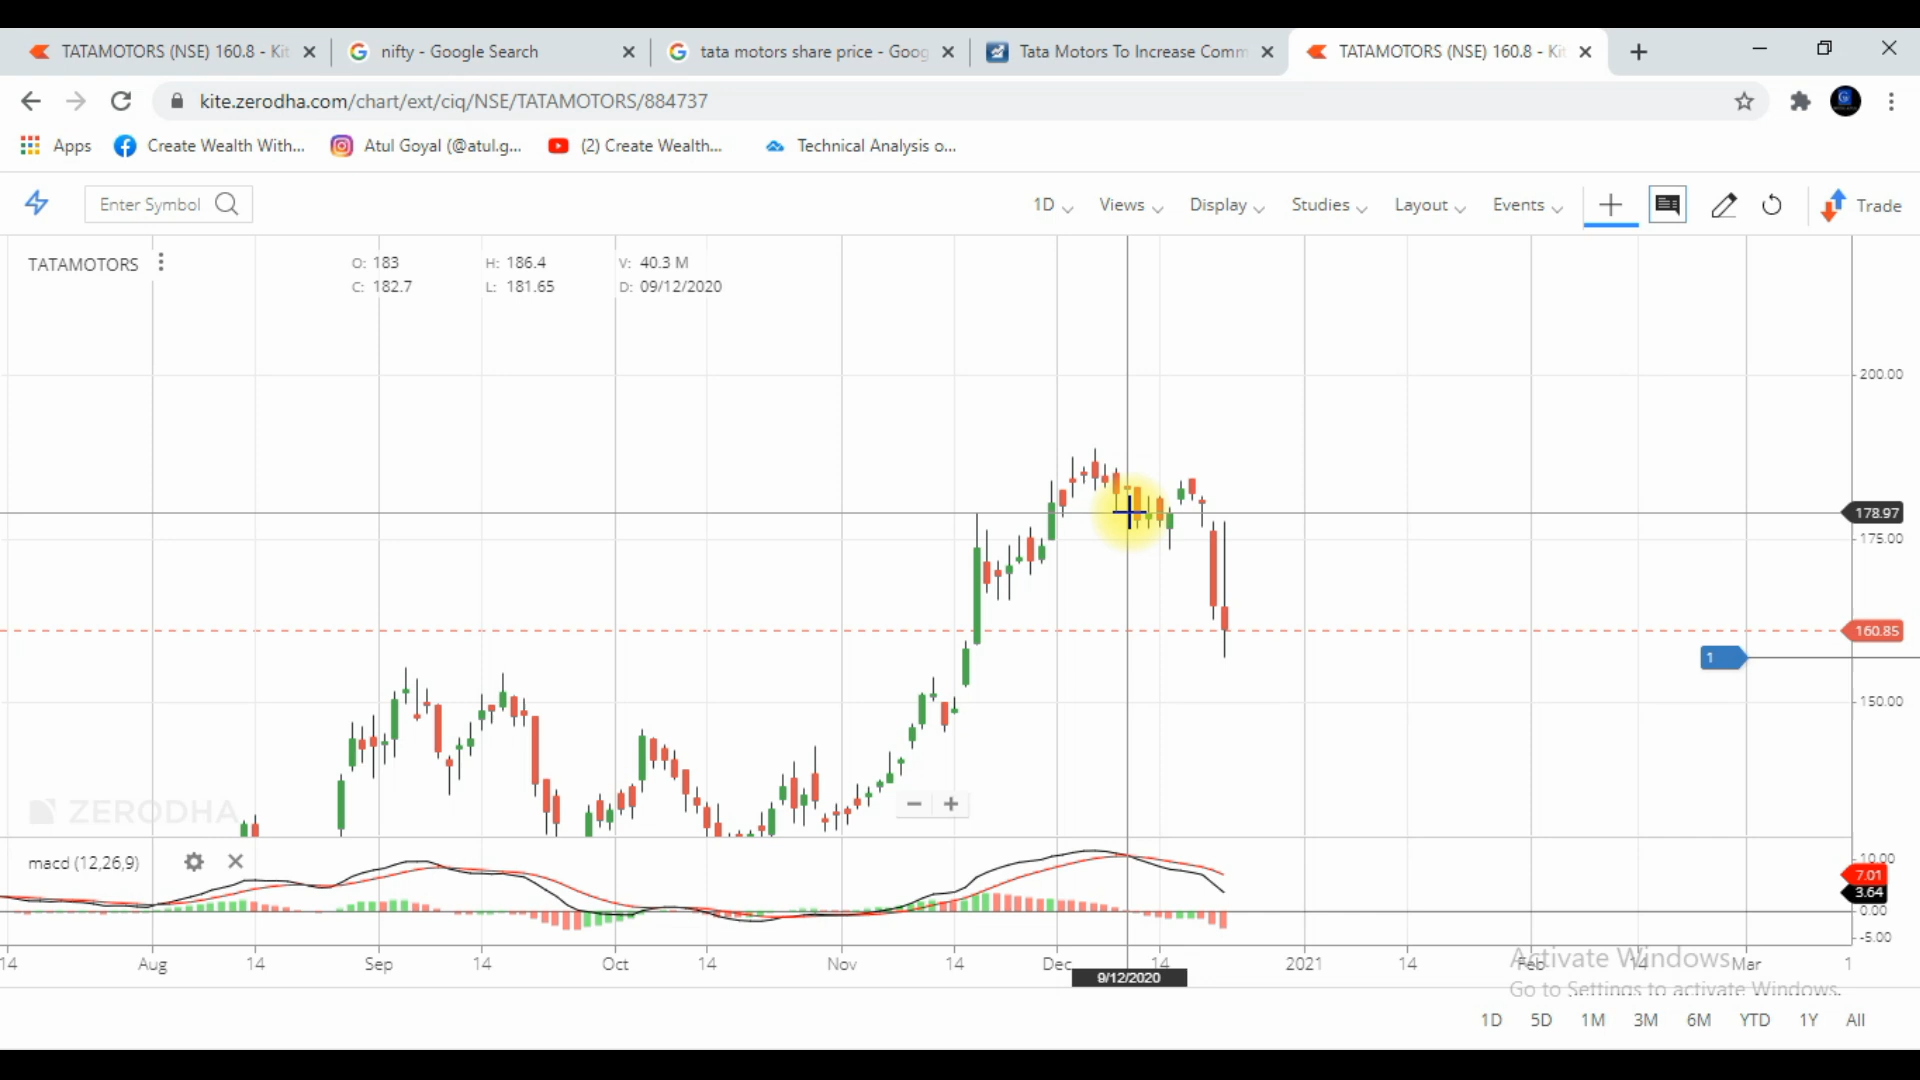 TATAMOTORS (NSE) 160.8 - Kit
nifty - Google Search
tata motors share price - Goog
Tata Motors To Increase Comm
TATAMOTORS (NSE) 160.8 - Kit
kite.zerodha.com/chart/ext/ciq/NSE/TATAMOTORS/884737
Apps
Create Wealth With...
Atul Goyal (@atul.g...
(2) Create Wealth...
Technical Analysis o...
Enter Symbol
1D
Views
Display
Studies
Layout
Events
Trade
TATAMOTORS
O: 183 H: 186.4 V: 40.3 M
C: 182.7 L: 181.65 D: 09/12/2020
200.00
178.97
175.00
160.85
1
150.00
ZERODHA
macd (12,26,9)
10.00
7.01
3.64
0.00
-5.00
14 Aug 14 Sep 14 Oct 14 Nov 14 Dec 14 2021 14 Feb 14 Mar 1
9/12/2020
Activate Windows
Go to Settings to activate Windows.
1D 5D 1M 3M 6M YTD 1Y All